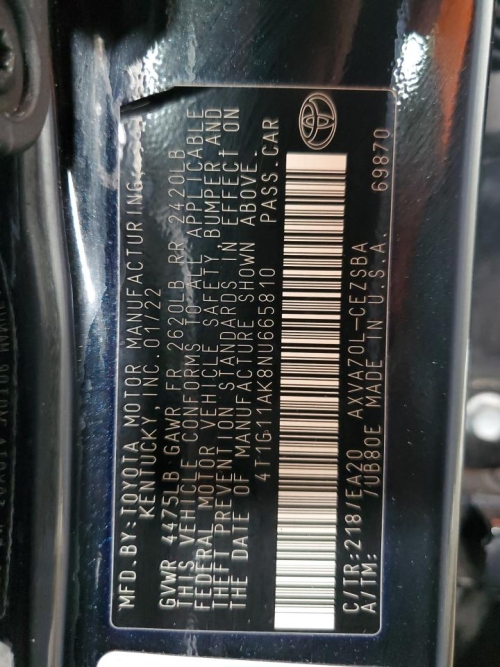 MFD.BY:TOYOTA MOTOR MANUFACTURING,
KENTUCKY, INC.01/22
GVWR 4475LB GAWR FR 2620LB RR 2420LB
THIS VEHICLE CONFORMS TO ALL APPLICABLE
FEDERAL MOTOR VEHICLE SAFETY, BUMPER AND
THEFT PREVENTION STANDARDS IN EFFECT ON
THE DATE OF MANUFACTURE SHOWN ABOVE.
4T1G11AK8NU665810 PASS.CAR
C/TR:218/EA20 AXVA70L-CEZSBA 69870
A/TM: 7UB80E MADE IN U.S.A.